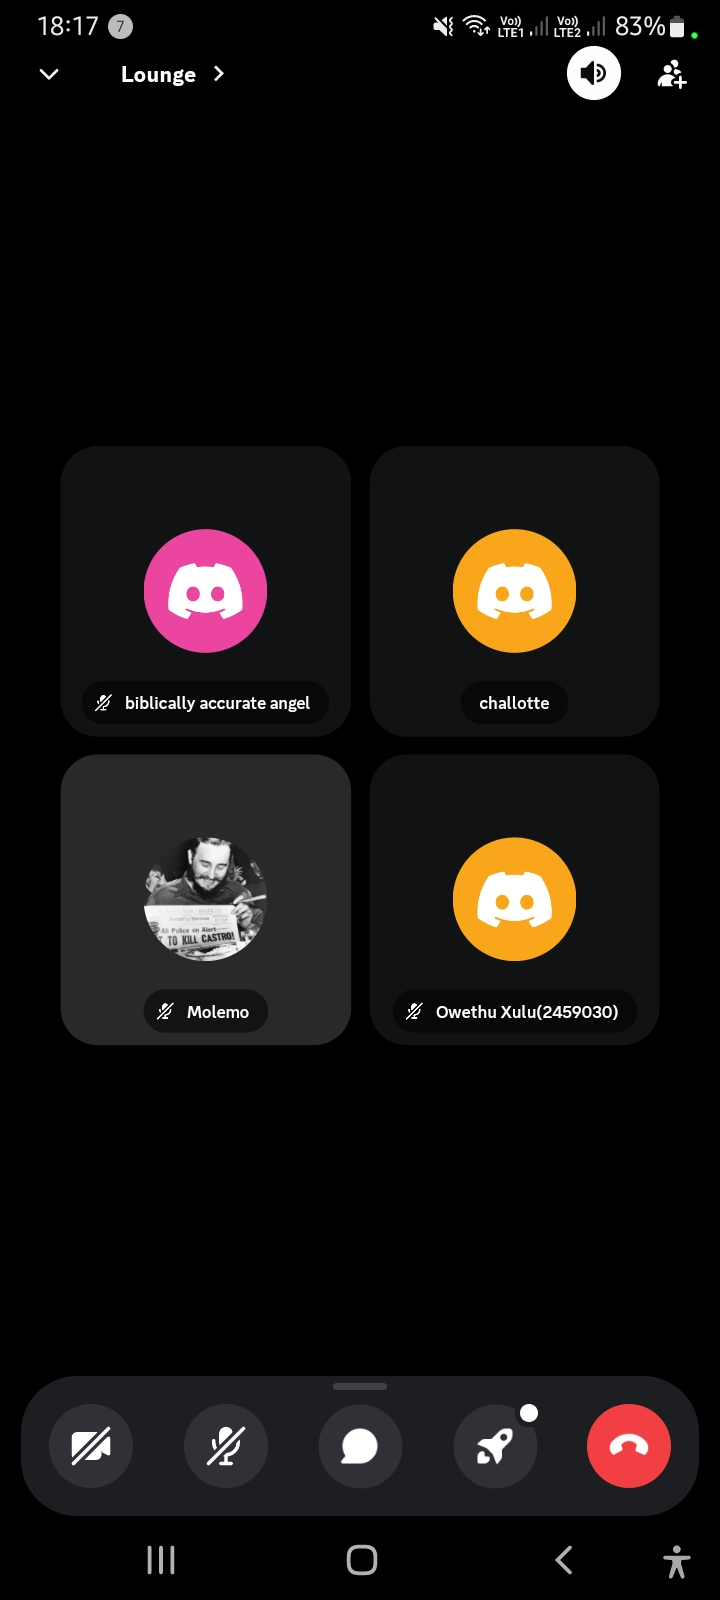 18:17 7 Vo)) LTE1 Vo)) LTE2 83%
Lounge
biblically accurate angel
challotte
All Police on Alert
TO KILL CASTRO!
Molemo
Owethu Xulu(2459030)